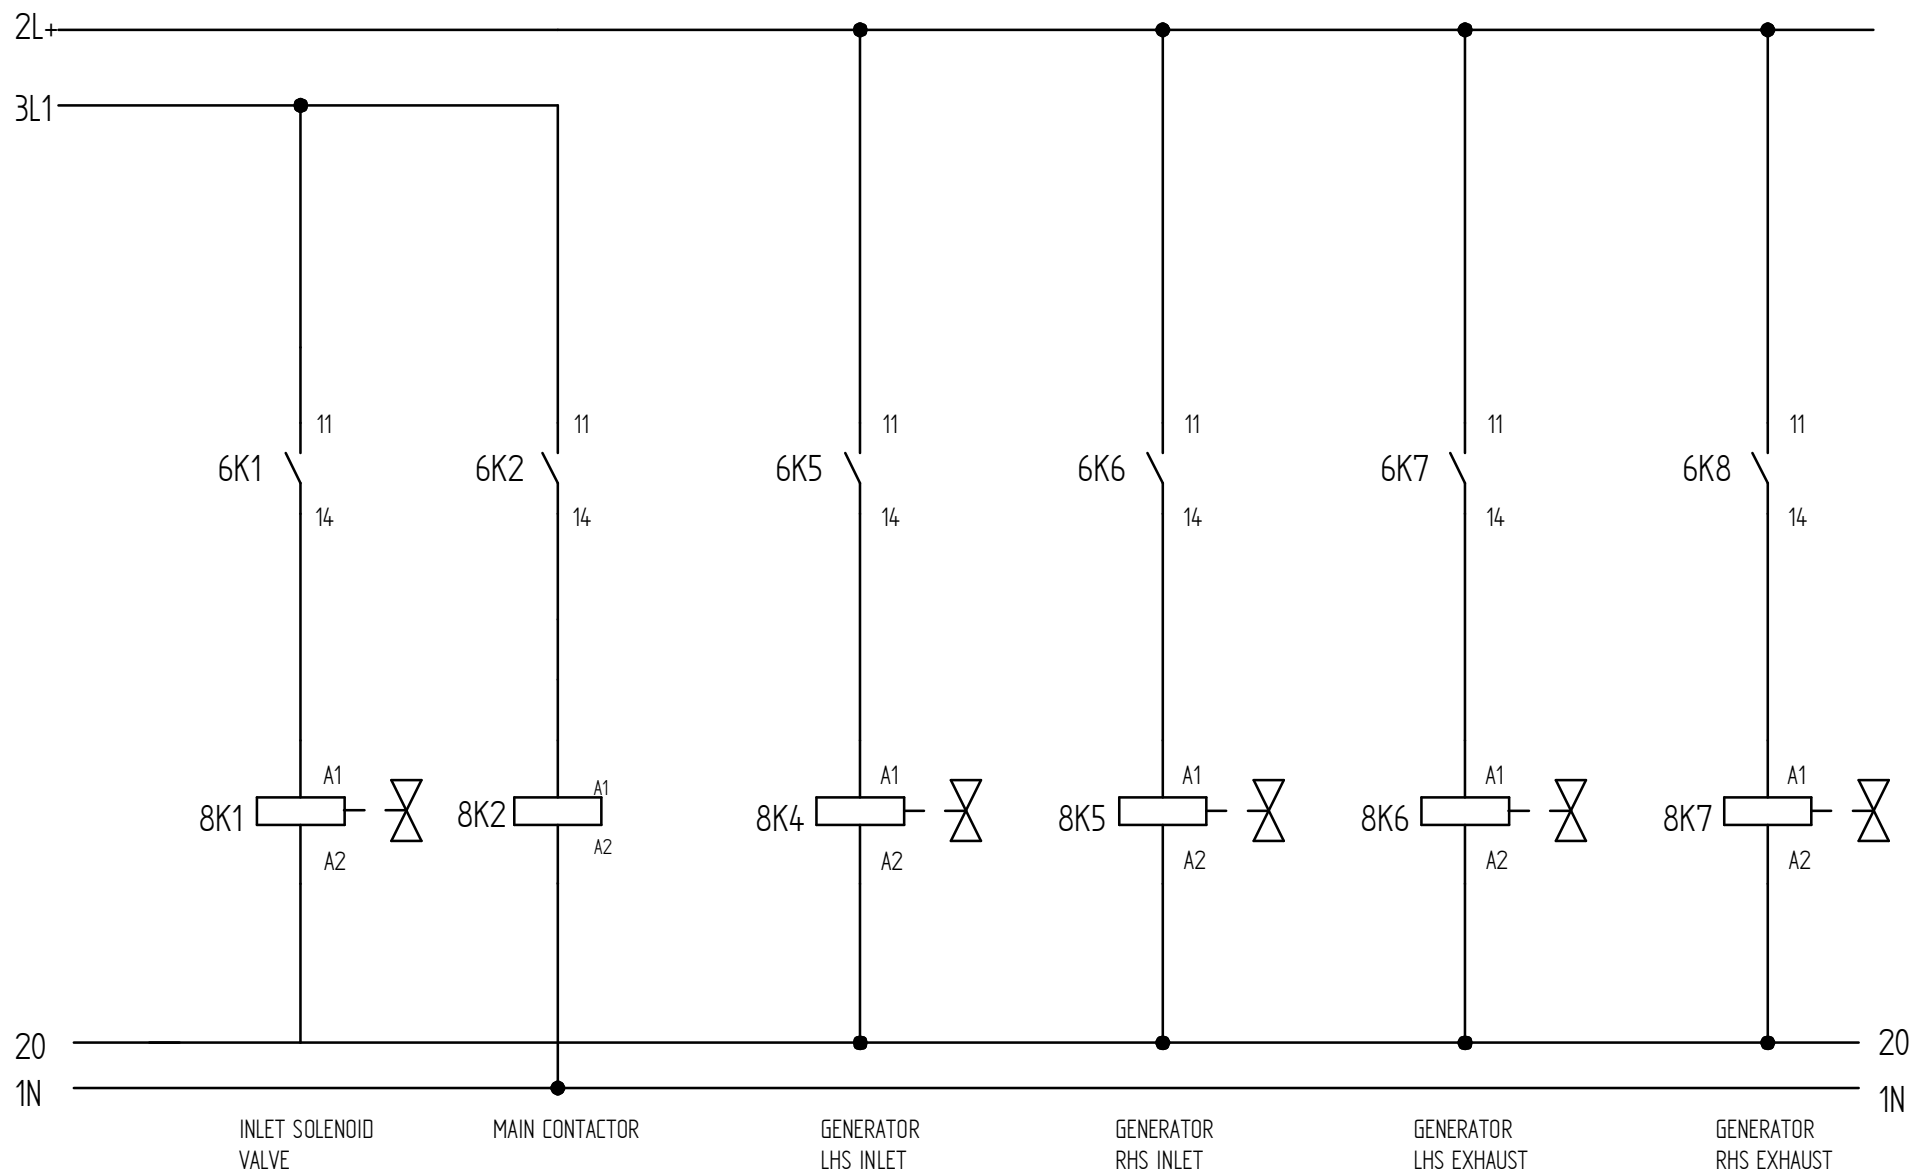 2L+
3L1
11 11 11 11 11 11
6K1 6K2 6K5 6K6 6K7 6K8
14 14 14 14 14 14
A1 A1 A1 A1 A1 A1
8K1 8K2 8K4 8K5 8K6 8K7
A2 A2 A2 A2 A2 A2
20 20
1N 1N
INLET SOLENOID VALVE
MAIN CONTACTOR
GENERATOR LHS INLET
GENERATOR RHS INLET
GENERATOR LHS EXHAUST
GENERATOR RHS EXHAUST